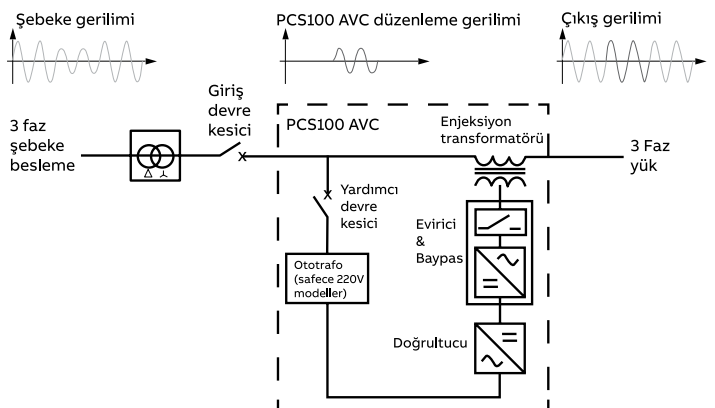 Şebeke gerilimi
PCS100 AVC düzenleme gerilimi
Çıkış gerilimi
3 faz
şebeke
besleme
Giriş
devre
kesici
PCS100 AVC
Enjeksiyon
transformatörü
3 Faz
yük
Yardımcı
devre
kesici
Evirici
&
Baypas
Ototrafo
(safece 220V
modeller)
Doğrultucu